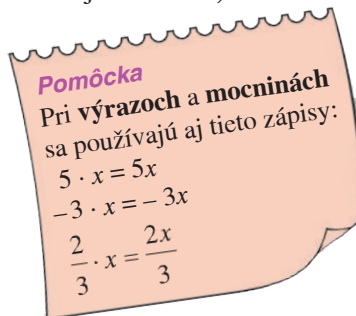 Pomôcka
Pri výrazoch a mocninách
sa používajú aj tieto zápisy:
5 · x = 5x
–3 · x = – 3x
2/3 · x = 2x/3